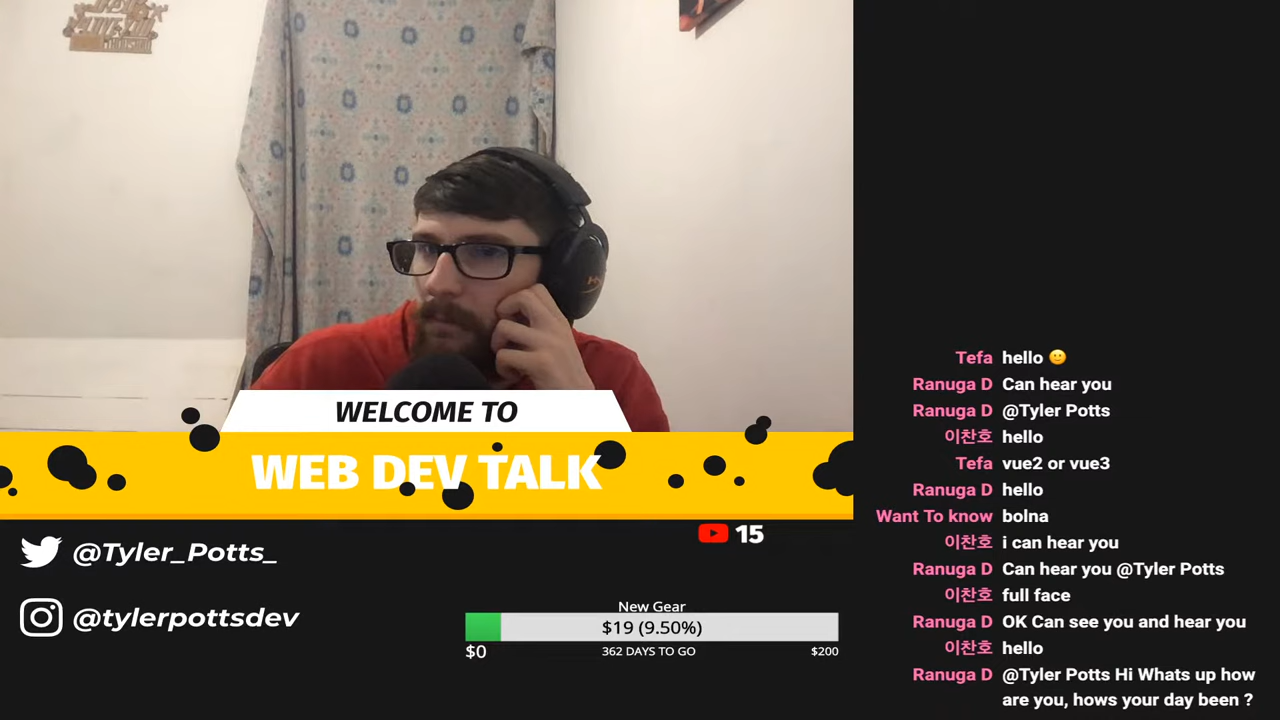 WELCOME TO
WEB DEV TALK
@Tyler_Potts_
@tylerpottsdev
15
New Gear
$19 (9.50%)
$0
362 DAYS TO GO
$200
Tefa hello 🙂
Ranuga D Can hear you
Ranuga D @Tyler Potts
이찬호 hello
Tefa vue2 or vue3
Ranuga D hello
Want To know bolna
이찬호 i can hear you
Ranuga D Can hear you @Tyler Potts
이찬호 full face
Ranuga D OK Can see you and hear you
이찬호 hello
Ranuga D @Tyler Potts Hi Whats up how
are you, hows your day been ?